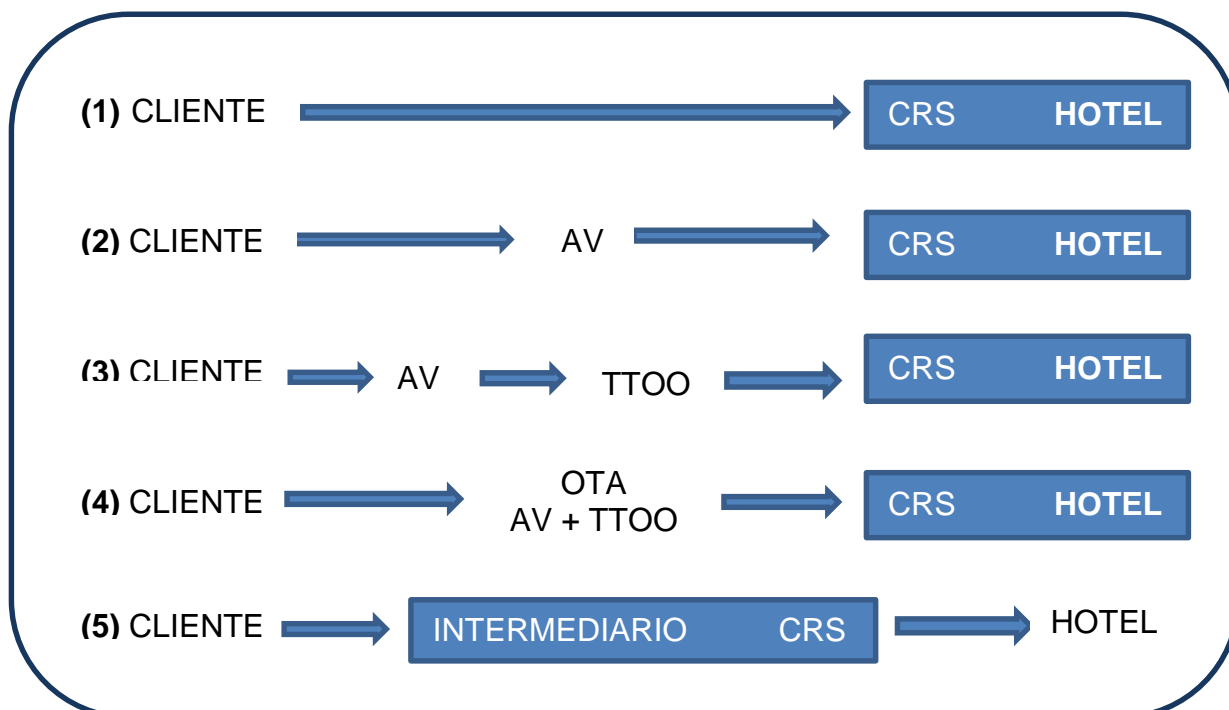 (1) CLIENTE CRS HOTEL
(2) CLIENTE AV CRS HOTEL
(3) CLIENTE AV TTOO CRS HOTEL
OTA
(4) CLIENTE AV + TTOO CRS HOTEL
(5) CLIENTE INTERMEDIARIO CRS HOTEL